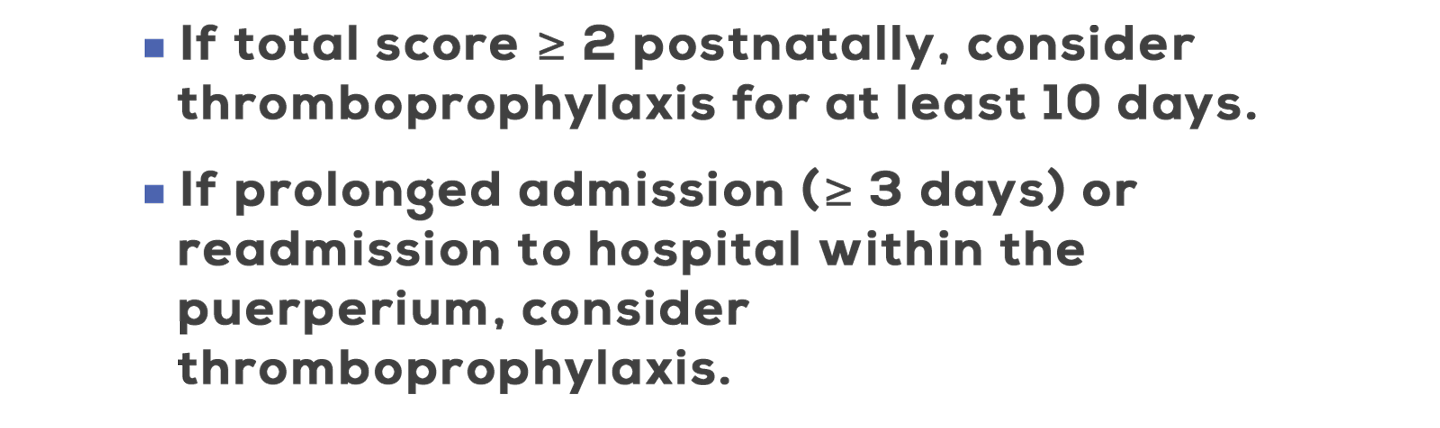 ▪ If total score ≥ 2 postnatally, consider
thromboprophylaxis for at least 10 days.
▪ If prolonged admission (≥ 3 days) or
readmission to hospital within the
puerperium, consider
thromboprophylaxis.